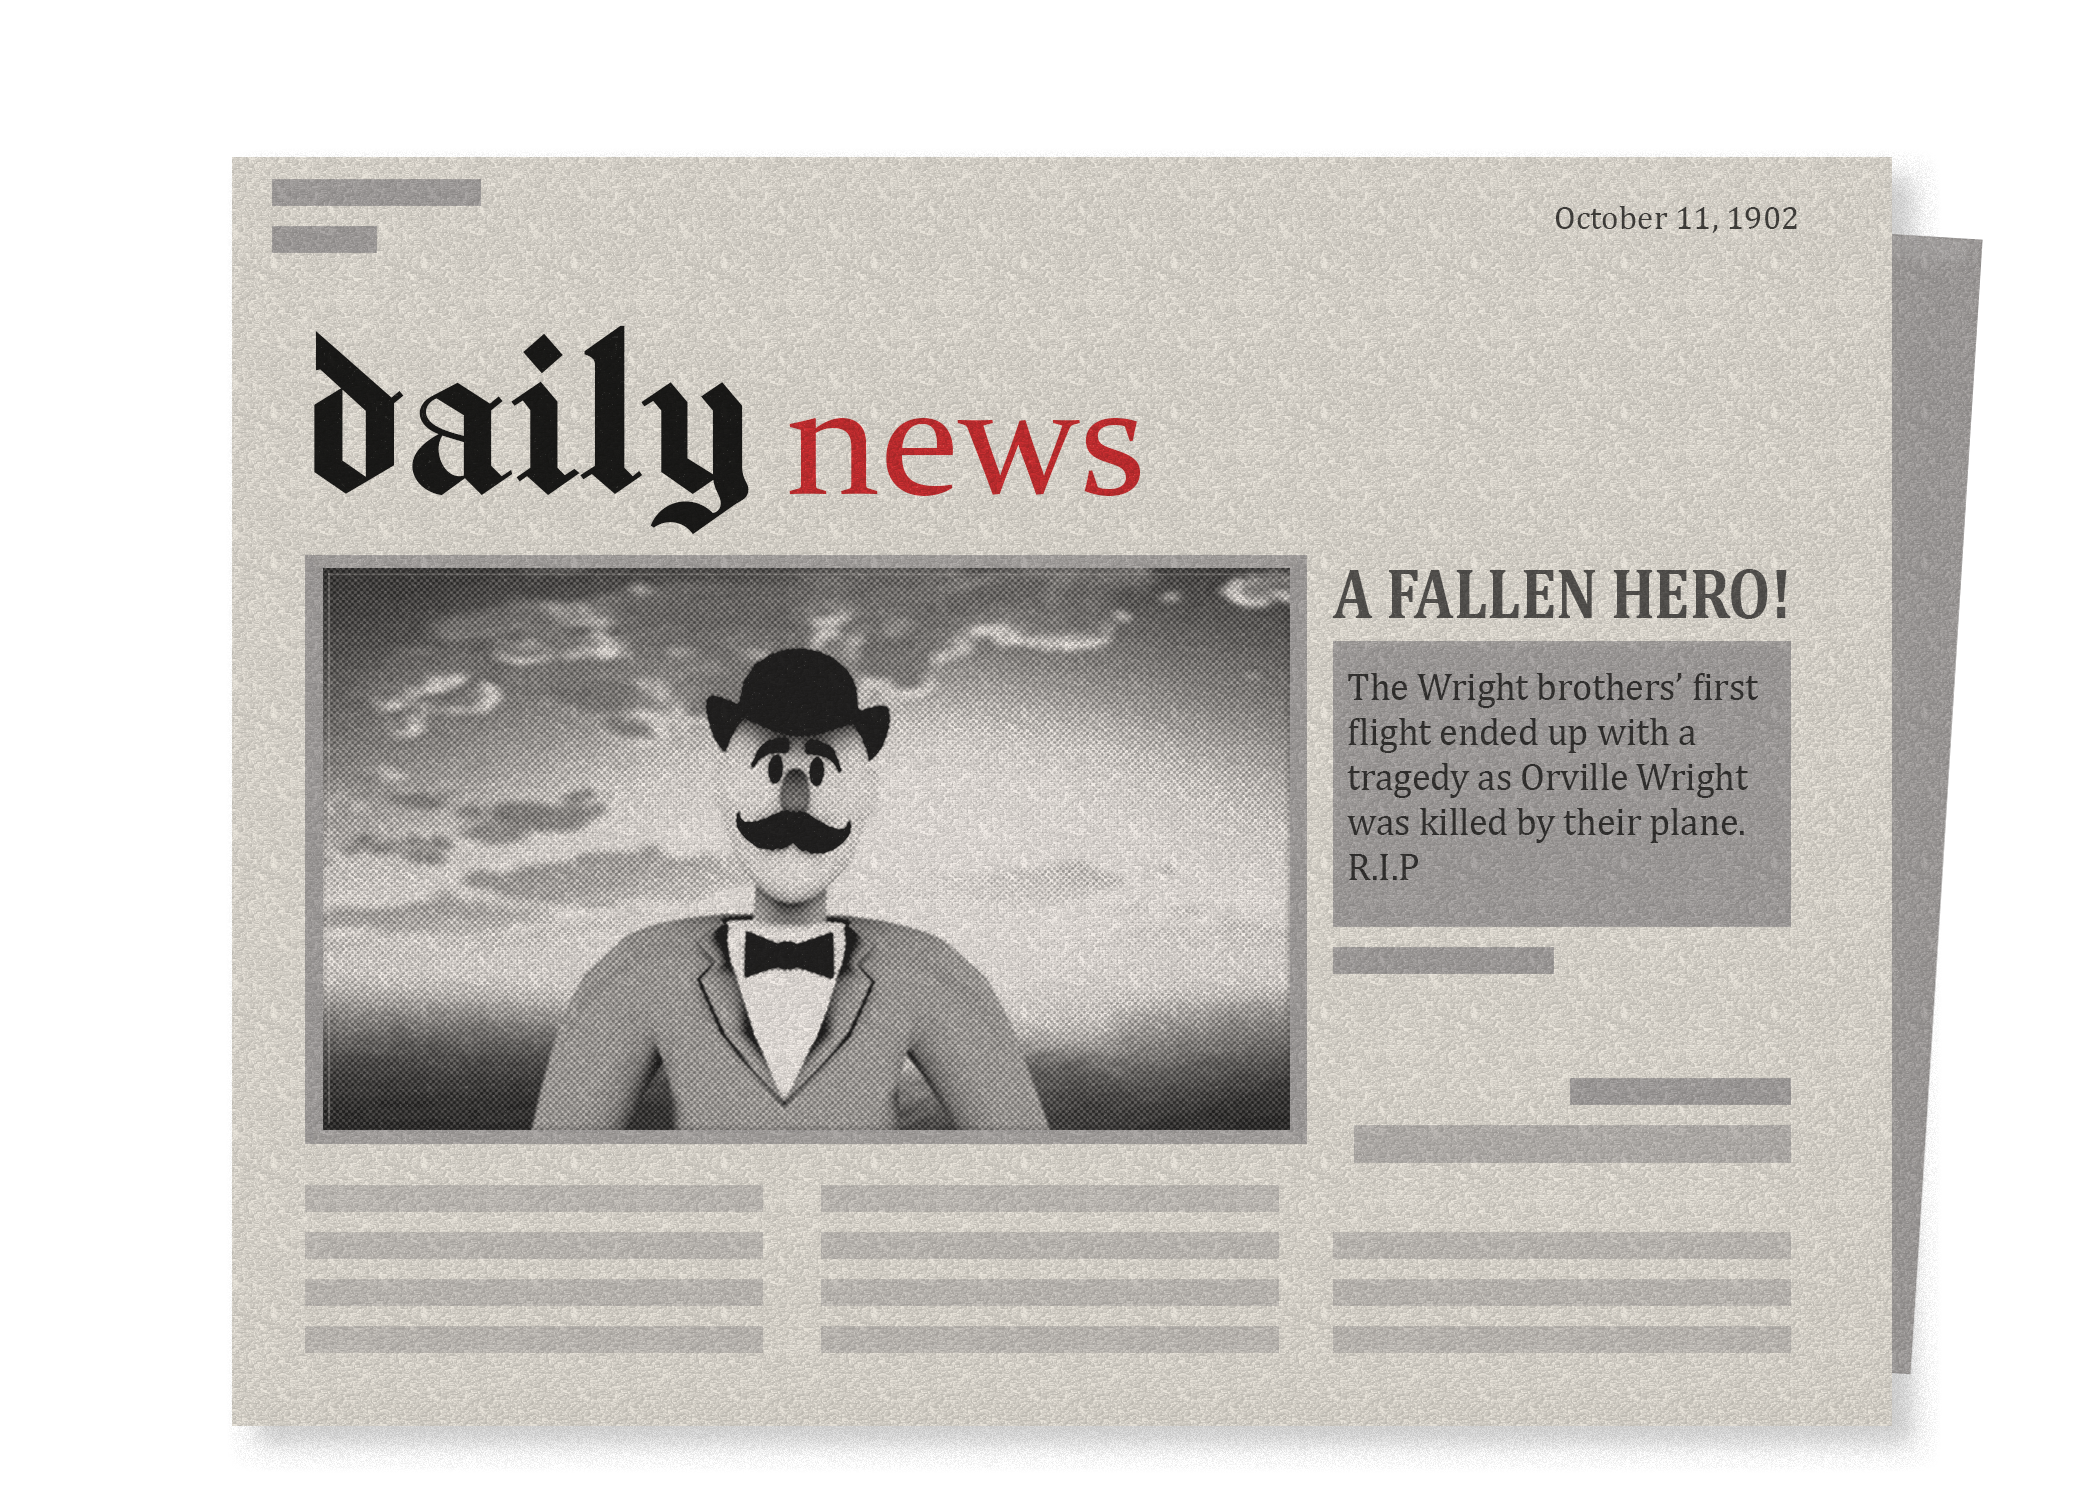 October 11, 1902
daily news
A FALLEN HERO!
The Wright brothers’ first
flight ended up with a
tragedy as Orville Wright
was killed by their plane.
R.I.P